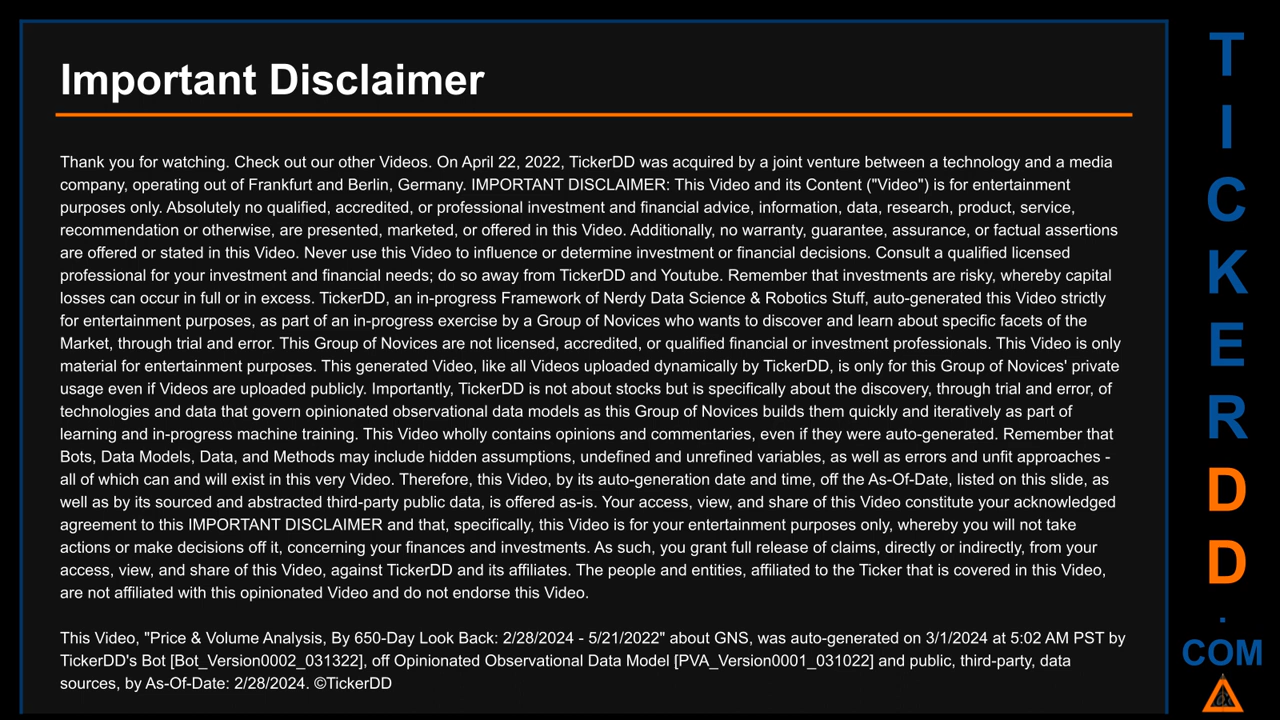 Important Disclaimer
Thank you for watching. Check out our other Videos. On April 22, 2022, TickerDD was acquired by a joint venture between a technology and a media
company, operating out of Frankfurt and Berlin, Germany. IMPORTANT DISCLAIMER: This Video and its Content ("Video") is for entertainment
purposes only. Absolutely no qualified, accredited, or professional investment and financial advice, information, data, research, product, service,
recommendation or otherwise, are presented, marketed, or offered in this Video. Additionally, no warranty, guarantee, assurance, or factual assertions
are offered or stated in this Video. Never use this Video to influence or determine investment or financial decisions. Consult a qualified licensed
professional for your investment and financial needs; do so away from TickerDD and Youtube. Remember that investments are risky, whereby capital
losses can occur in full or in excess. TickerDD, an in-progress Framework of Nerdy Data Science & Robotics Stuff, auto-generated this Video strictly
for entertainment purposes, as part of an in-progress exercise by a Group of Novices who wants to discover and learn about specific facets of the
Market, through trial and error. This Group of Novices are not licensed, accredited, or qualified financial or investment professionals. This Video is only
material for entertainment purposes. This generated Video, like all Videos uploaded dynamically by TickerDD, is only for this Group of Novices' private
usage even if Videos are uploaded publicly. Importantly, TickerDD is not about stocks but is specifically about the discovery, through trial and error, of
technologies and data that govern opinionated observational data models as this Group of Novices builds them quickly and iteratively as part of
learning and in-progress machine training. This Video wholly contains opinions and commentaries, even if they were auto-generated. Remember that
Bots, Data Models, Data, and Methods may include hidden assumptions, undefined and unrefined variables, as well as errors and unfit approaches -
all of which can and will exist in this very Video. Therefore, this Video, by its auto-generation date and time, off the As-Of-Date, listed on this slide, as
well as by its sourced and abstracted third-party public data, is offered as-is. Your access, view, and share of this Video constitute your acknowledged
agreement to this IMPORTANT DISCLAIMER and that, specifically, this Video is for your entertainment purposes only, whereby you will not take
actions or make decisions off it, concerning your finances and investments. As such, you grant full release of claims, directly or indirectly, from your
access, view, and share of this Video, against TickerDD and its affiliates. The people and entities, affiliated to the Ticker that is covered in this Video,
are not affiliated with this opinionated Video and do not endorse this Video.
This Video, "Price & Volume Analysis, By 650-Day Look Back: 2/28/2024 - 5/21/2022" about GNS, was auto-generated on 3/1/2024 at 5:02 AM PST by
TickerDD's Bot [Bot_Version0002_031322], off Opinionated Observational Data Model [PVA_Version0001_031022] and public, third-party, data
sources, by As-Of-Date: 2/28/2024. ©TickerDD
T
I
C
K
E
R
D
D
.
COM